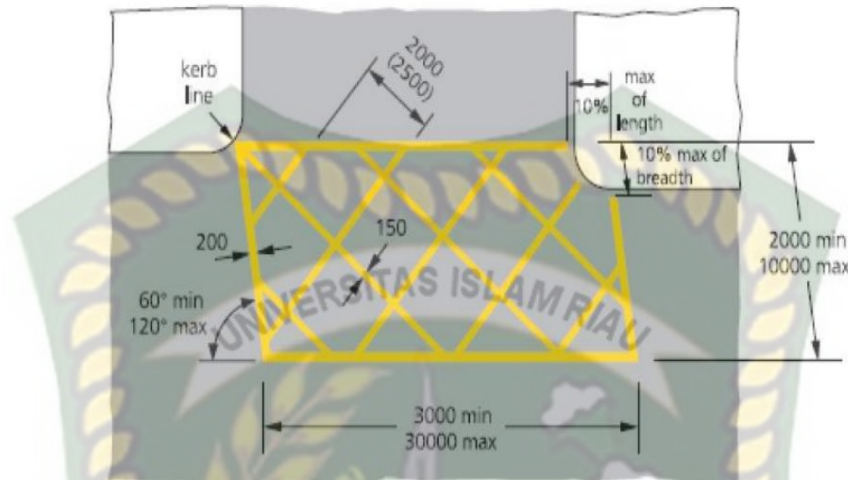 kerb
line
2000
(2500)
10%
max
of
length
10% max of
breadth
200
150
2000 min
10000 max
60° min
120° max
UNIVERSITAS ISLAM RIAU
3000 min
30000 max